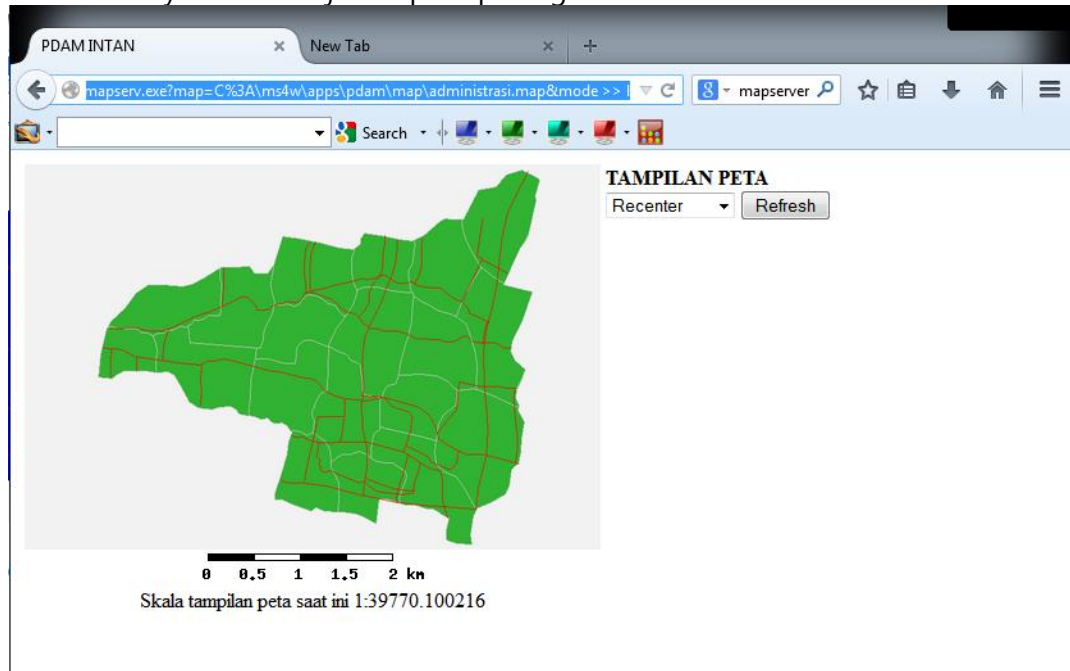 PDAM INTAN
New Tab
mapserv.exe?map=C%3A\ms4w\apps\pdam\map\administrasi.map&mode >>
mapserver
Search
TAMPILAN PETA
Recenter Refresh
0 0.5 1 1.5 2 km
Skala tampilan peta saat ini 1:39770.100216